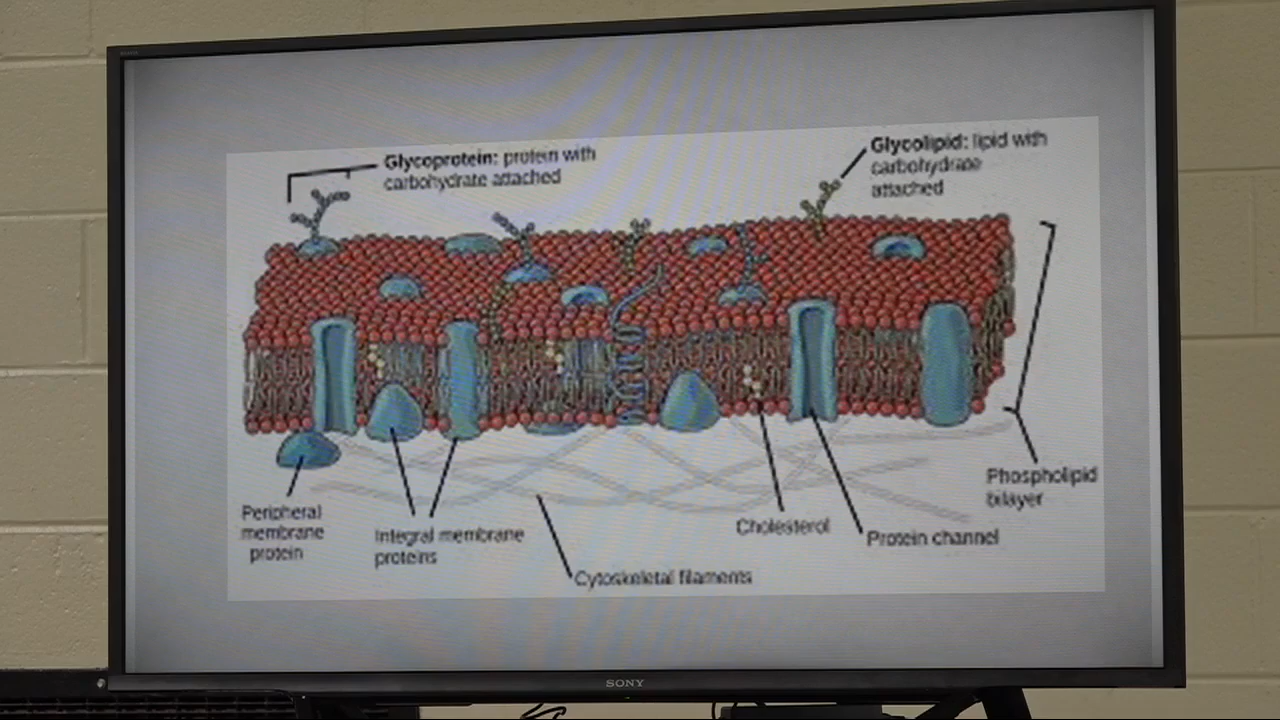 Glycoprotein: protein with
carbohydrate attached
Glycolipid: lipid with
carbohydrate
attached
Peripheral
membrane
protein
Integral membrane
proteins
Cytoskeletal filaments
Cholesterol
Protein channel
Phospholipid
bilayer
SONY